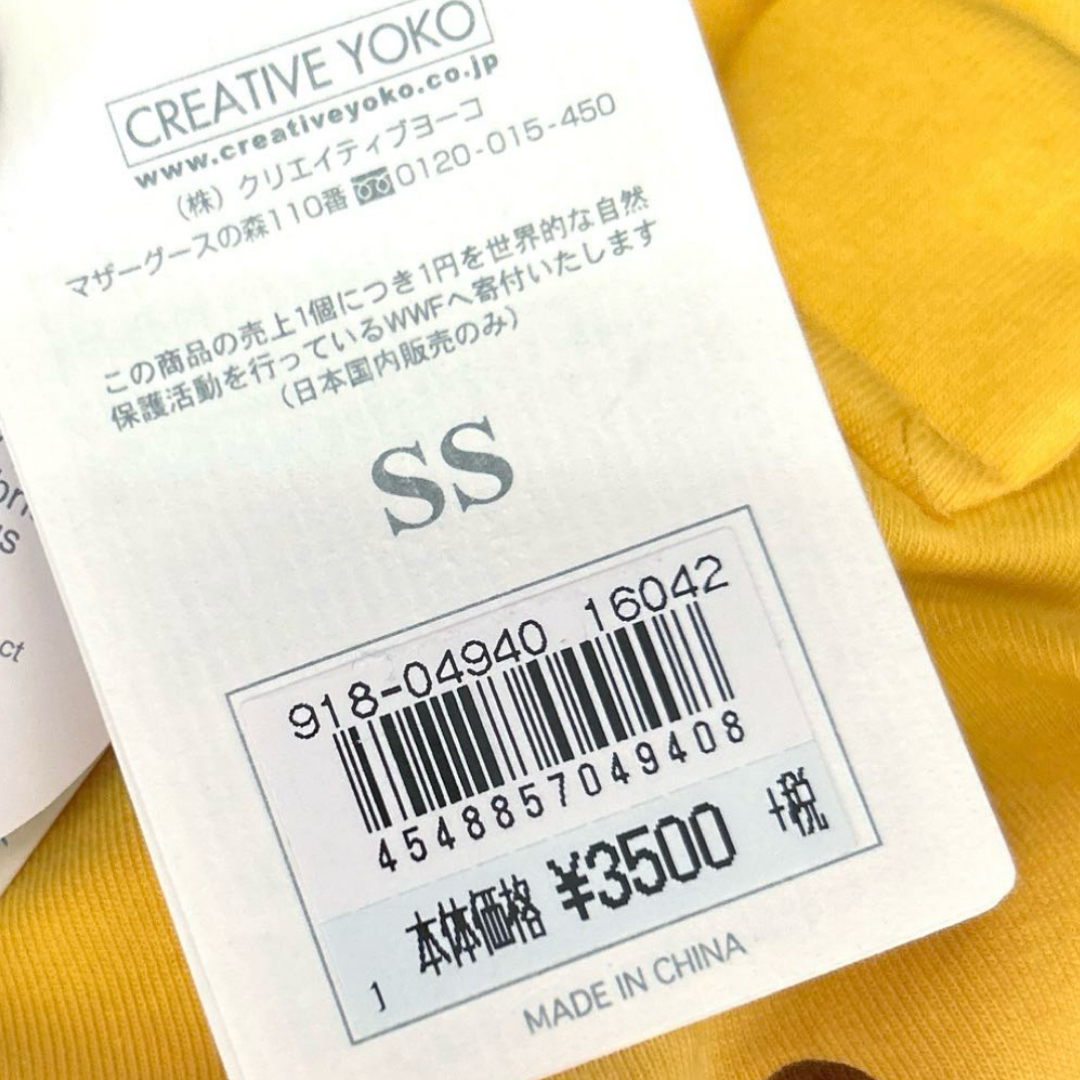 CREATIVE YOKO
www.creativeyoko.co.jp
(株) クリエイティブヨーコ
マザーグースの森110番 0120-015-450
この商品の売上1個につき1円を世界的な自然
保護活動を行っているWWFへ寄付いたします
(日本国内販売のみ)
SS
918-04940 16042
4548857049408
本体価格 ¥3500 +税
1
MADE IN CHINA
ct